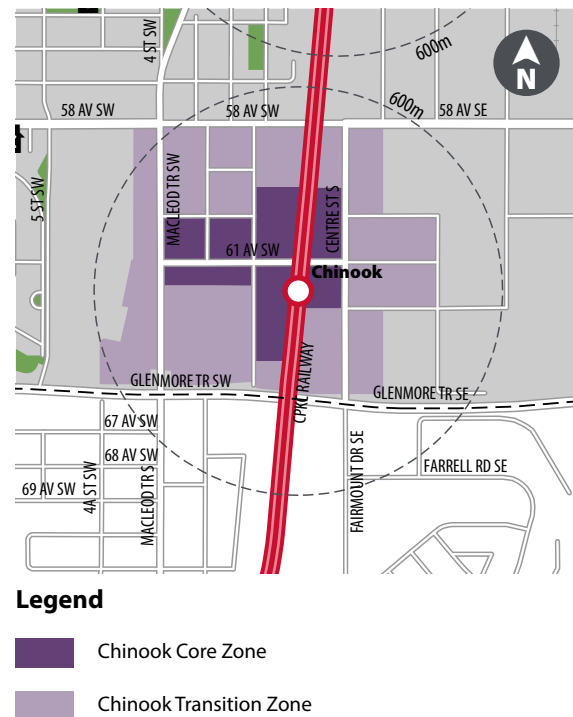 4 ST SW
600m
N
600m
58 AV SW
58 AV SW
58 AV SE
5 ST SW
MACLEOD TR SW
CENTRE ST S
61 AV SW
Chinook
GLENMORE TR SW
CPKC RAILWAY
GLENMORE TR SE
67 AV SW
68 AV SW
69 AV SW
4A ST SW
MACLEOD TR S
FAIRMOUNT DR SE
FARRELL RD SE
Legend
Chinook Core Zone
Chinook Transition Zone